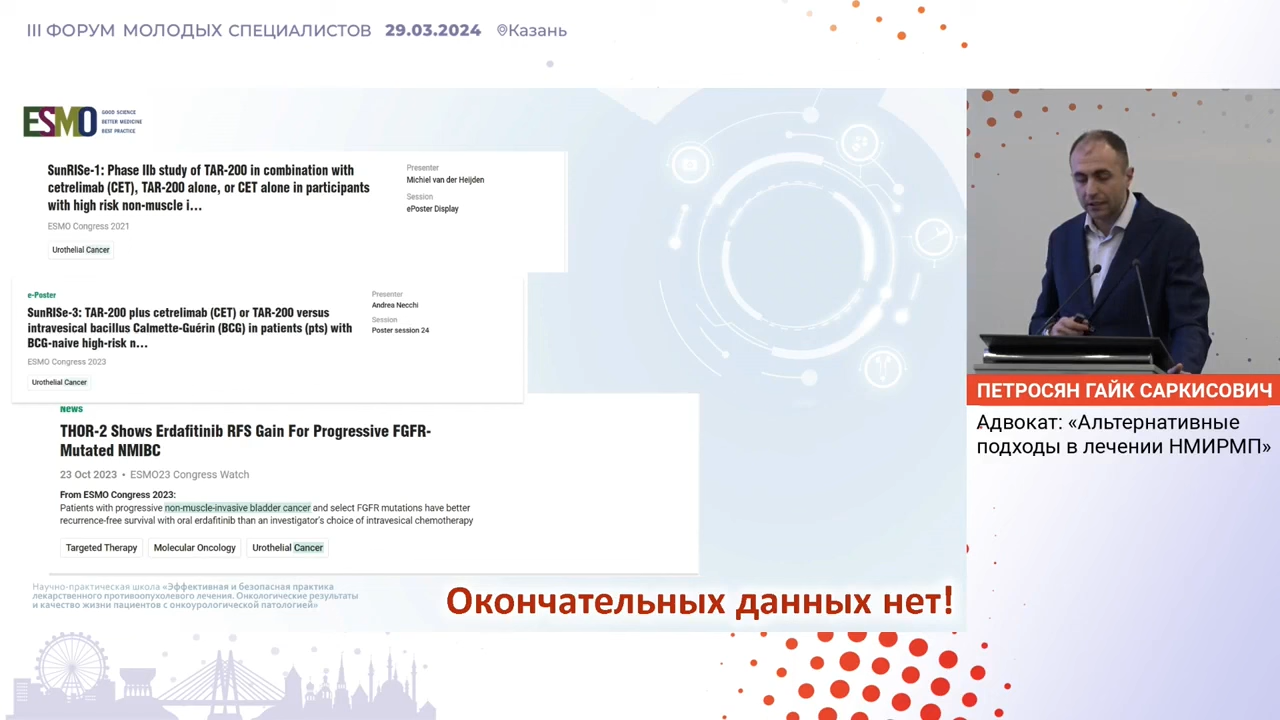 III ФОРУМ МОЛОДЫХ СПЕЦИАЛИСТОВ 29.03.2024 Казань
ESMO
GOOD SCIENCE
BETTER MEDICINE
BEST PRACTICE
SunRISe-1: Phase IIb study of TAR-200 in combination with
cetrelimab (CET), TAR-200 alone, or CET alone in participants
with high risk non-muscle i...
ESMO Congress 2021
Urothelial Cancer
Presenter
Michiel van der Heijden
Session
ePoster Display
e-Poster
SunRISe-3: TAR-200 plus cetrelimab (CET) or TAR-200 versus
intravesical bacillus Calmette-Guérin (BCG) in patients (pts) with
BCG-naive high-risk n...
ESMO Congress 2023
Urothelial Cancer
Presenter
Andrea Necchi
Session
Poster session 24
News
THOR-2 Shows Erdafitinib RFS Gain For Progressive FGFR-
Mutated NMIBC
23 Oct 2023 • ESMO23 Congress Watch
From ESMO Congress 2023:
Patients with progressive non-muscle-invasive bladder cancer and select FGFR mutations have better
recurrence-free survival with oral erdafitinib than an investigator's choice of intravesical chemotherapy
Targeted Therapy Molecular Oncology Urothelial Cancer
Научно-практическая школа «Эффективная и безопасная практика
лекарственного противоопухолевого лечения. Онкологические результаты
и качество жизни пациентов с онкоурологической патологией»
Окончательных данных нет!
ПЕТРОСЯН ГАЙК САРКИСОВИЧ
Адвокат: «Альтернативные
подходы в лечении НМИРМП»